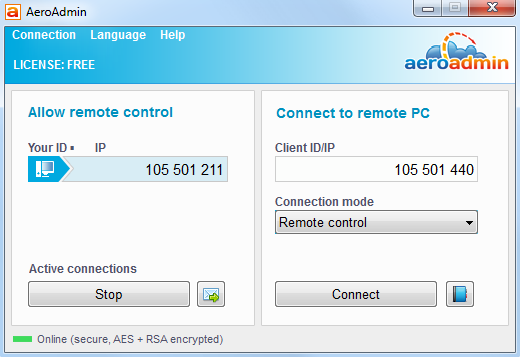 AeroAdmin
Connection Language Help
LICENSE: FREE
aeroadmin
Allow remote control
Your ID IP
105 501 211
Active connections
Stop
Connect to remote PC
Client ID/IP
105 501 440
Connection mode
Remote control
Connect
Online (secure, AES + RSA encrypted)